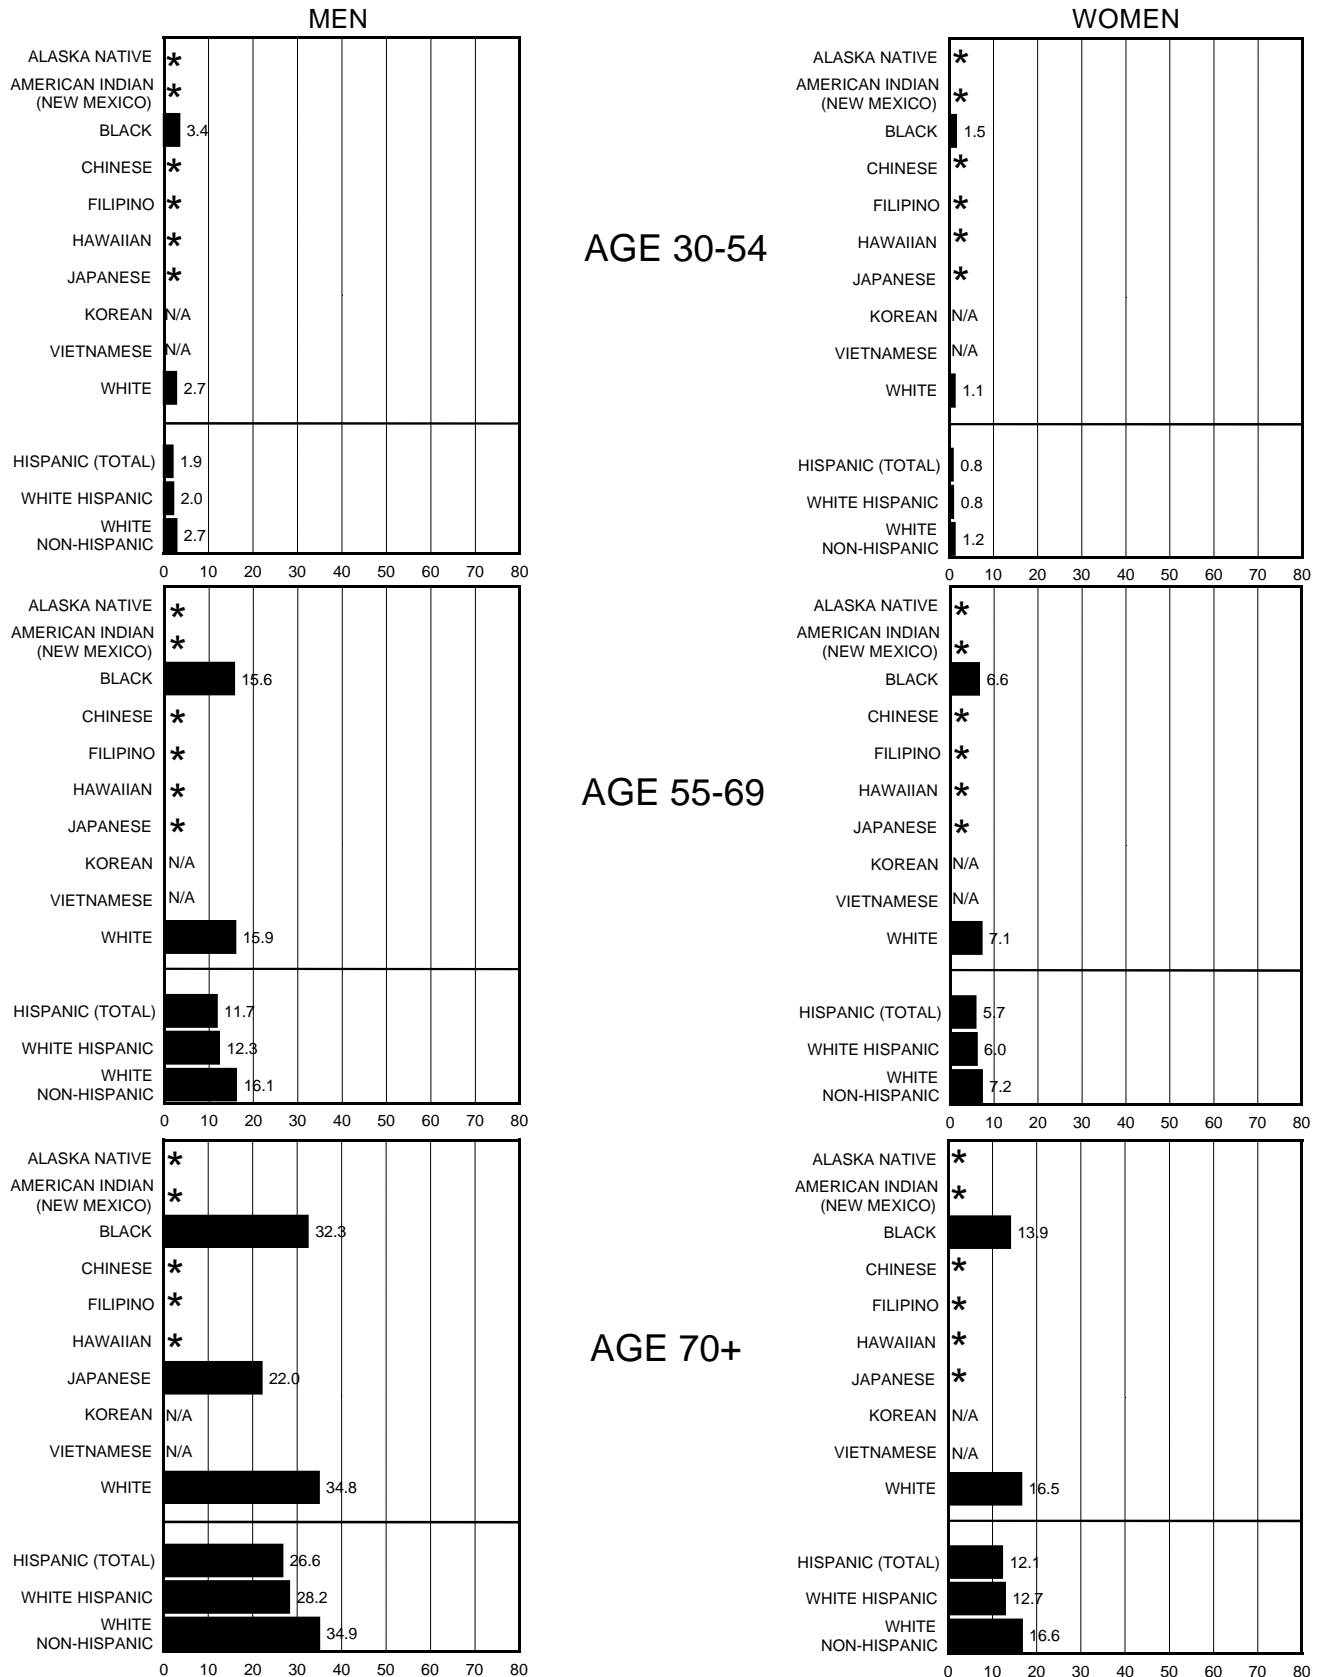 MEN
ALASKA NATIVE *
AMERICAN INDIAN
(NEW MEXICO) *
BLACK 3.4
CHINESE *
FILIPINO *
HAWAIIAN *
JAPANESE *
KOREAN N/A
VIETNAMESE N/A
WHITE 2.7
HISPANIC (TOTAL) 1.9
WHITE HISPANIC 2.0
WHITE
NON-HISPANIC 2.7
0 10 20 30 40 50 60 70 80
WOMEN
ALASKA NATIVE *
AMERICAN INDIAN
(NEW MEXICO) *
BLACK 1.5
CHINESE *
FILIPINO *
HAWAIIAN *
JAPANESE *
KOREAN N/A
VIETNAMESE N/A
WHITE 1.1
HISPANIC (TOTAL) 0.8
WHITE HISPANIC 0.8
WHITE
NON-HISPANIC 1.2
0 10 20 30 40 50 60 70 80
AGE 30-54
ALASKA NATIVE *
AMERICAN INDIAN
(NEW MEXICO) *
BLACK 15.6
CHINESE *
FILIPINO *
HAWAIIAN *
JAPANESE *
KOREAN N/A
VIETNAMESE N/A
WHITE 15.9
HISPANIC (TOTAL) 11.7
WHITE HISPANIC 12.3
WHITE
NON-HISPANIC 16.1
0 10 20 30 40 50 60 70 80
AGE 55-69
ALASKA NATIVE *
AMERICAN INDIAN
(NEW MEXICO) *
BLACK 6.6
CHINESE *
FILIPINO *
HAWAIIAN *
JAPANESE *
KOREAN N/A
VIETNAMESE N/A
WHITE 7.1
HISPANIC (TOTAL) 5.7
WHITE HISPANIC 6.0
WHITE
NON-HISPANIC 7.2
0 10 20 30 40 50 60 70 80
ALASKA NATIVE *
AMERICAN INDIAN
(NEW MEXICO) *
BLACK 32.3
CHINESE *
FILIPINO *
HAWAIIAN *
JAPANESE 22.0
KOREAN N/A
VIETNAMESE N/A
WHITE 34.8
HISPANIC (TOTAL) 26.6
WHITE HISPANIC 28.2
WHITE
NON-HISPANIC 34.9
0 10 20 30 40 50 60 70 80
AGE 70+
ALASKA NATIVE *
AMERICAN INDIAN
(NEW MEXICO) *
BLACK 13.9
CHINESE *
FILIPINO *
HAWAIIAN *
JAPANESE *
KOREAN N/A
VIETNAMESE N/A
WHITE 16.5
HISPANIC (TOTAL) 12.1
WHITE HISPANIC 12.7
WHITE
NON-HISPANIC 16.6
0 10 20 30 40 50 60 70 80